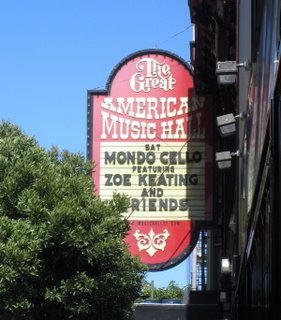 The
Great
AMERICAN
MUSIC HALL
SAT
MONDO CELLO
FEATURING
ZOE KEATING
AND
FRIENDS